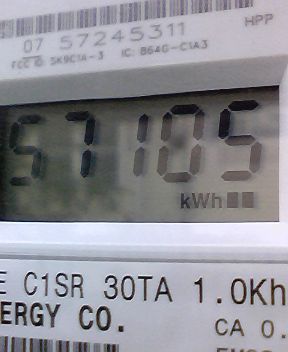 HPP
07 57245311
FCC ID: SK9C1A-3 IC: 864G-C1A3
57105
kWh
E C1SR 30TA 1.0Kh
ERGY CO.
CA 0.